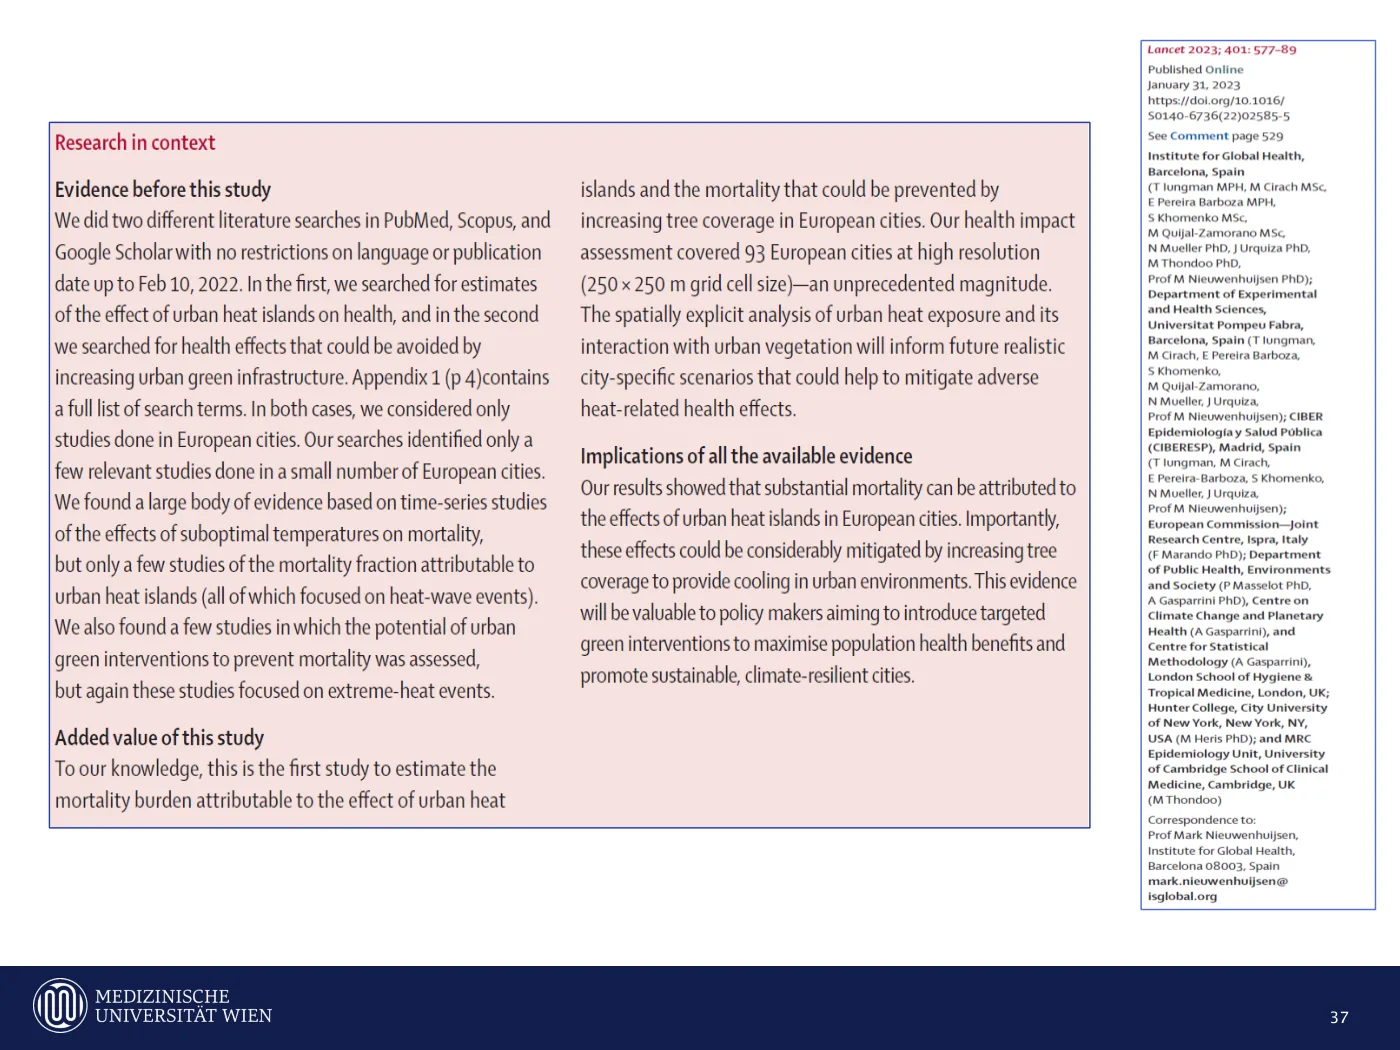 Research in context
Evidence before this study
We did two different literature searches in PubMed, Scopus, and
Google Scholar with no restrictions on language or publication
date up to Feb 10, 2022. In the first, we searched for estimates
of the effect of urban heat islands on health, and in the second
we searched for health effects that could be avoided by
increasing urban green infrastructure. Appendix 1 (p 4)contains
a full list of search terms. In both cases, we considered only
studies done in European cities. Our searches identified only a
few relevant studies done in a small number of European cities.
We found a large body of evidence based on time-series studies
of the effects of suboptimal temperatures on mortality,
but only a few studies of the mortality fraction attributable to
urban heat islands (all of which focused on heat-wave events).
We also found a few studies in which the potential of urban
green interventions to prevent mortality was assessed,
but again these studies focused on extreme-heat events.
Added value of this study
To our knowledge, this is the first study to estimate the
mortality burden attributable to the effect of urban heat
islands and the mortality that could be prevented by
increasing tree coverage in European cities. Our health impact
assessment covered 93 European cities at high resolution
(250 × 250 m grid cell size)—an unprecedented magnitude.
The spatially explicit analysis of urban heat exposure and its
interaction with urban vegetation will inform future realistic
city-specific scenarios that could help to mitigate adverse
heat-related health effects.
Implications of all the available evidence
Our results showed that substantial mortality can be attributed to
the effects of urban heat islands in European cities. Importantly,
these effects could be considerably mitigated by increasing tree
coverage to provide cooling in urban environments. This evidence
will be valuable to policy makers aiming to introduce targeted
green interventions to maximise population health benefits and
promote sustainable, climate-resilient cities.
Lancet 2023; 401: 577–89
Published Online
January 31, 2023
https://doi.org/10.1016/
S0140-6736(22)02585-5
See Comment page 529
Institute for Global Health,
Barcelona, Spain
(T Iungman MPH, M Cirach MSc,
E Pereira Barboza MPH,
S Khomenko MSc,
M Quijal-Zamorano MSc,
N Mueller PhD, J Urquiza PhD,
M Thondoo PhD,
Prof M Nieuwenhuijsen PhD);
Department of Experimental
and Health Sciences,
Universitat Pompeu Fabra,
Barcelona, Spain (T Iungman,
M Cirach, E Pereira Barboza,
S Khomenko,
M Quijal-Zamorano,
N Mueller, J Urquiza,
Prof M Nieuwenhuijsen); CIBER
Epidemiología y Salud Pública
(CIBERESP), Madrid, Spain
(T Iungman, M Cirach,
E Pereira-Barboza, S Khomenko,
N Mueller, J Urquiza,
Prof M Nieuwenhuijsen);
European Commission—Joint
Research Centre, Ispra, Italy
(F Marando PhD); Department
of Public Health, Environments
and Society (P Masselot PhD,
A Gasparrini PhD), Centre on
Climate Change and Planetary
Health (A Gasparrini), and
Centre for Statistical
Methodology (A Gasparrini),
London School of Hygiene &
Tropical Medicine, London, UK;
Hunter College, City University
of New York, New York, NY,
USA (M Heris PhD); and MRC
Epidemiology Unit, University
of Cambridge School of Clinical
Medicine, Cambridge, UK
(M Thondoo)
Correspondence to:
Prof Mark Nieuwenhuijsen,
Institute for Global Health,
Barcelona 08003, Spain
mark.nieuwenhuijsen@
isglobal.org
MEDIZINISCHE
UNIVERSITÄT WIEN
37